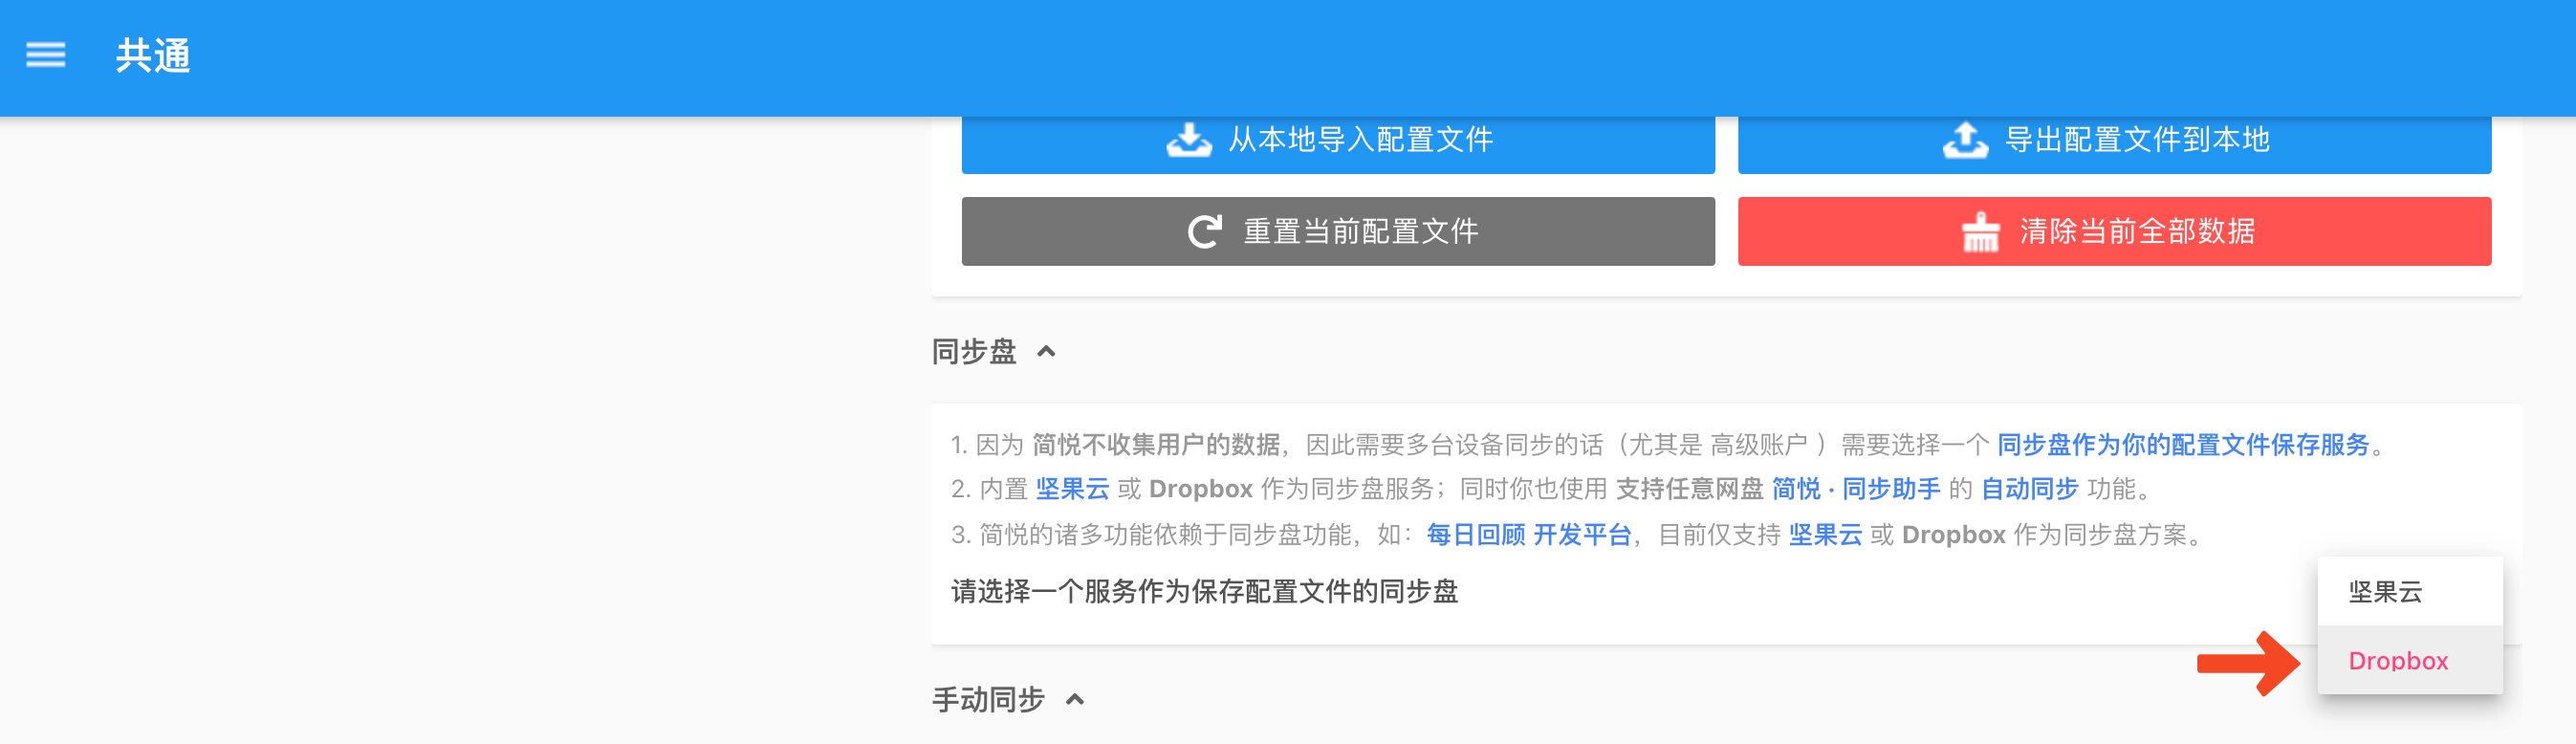 共通
从本地导入配置文件
导出配置文件到本地
重置当前配置文件
清除当前全部数据
同步盘
1. 因为 简悦不收集用户的数据，因此需要多台设备同步的话（尤其是 高级账户 ）需要选择一个 同步盘作为你的配置文件保存服务。
2. 内置 坚果云 或 Dropbox 作为同步盘服务；同时你也使用 支持任意网盘 简悦 · 同步助手 的 自动同步 功能。
3. 简悦的诸多功能依赖于同步盘功能，如：每日回顾 开发平台，目前仅支持 坚果云 或 Dropbox 作为同步盘方案。
请选择一个服务作为保存配置文件的同步盘
坚果云
Dropbox
手动同步